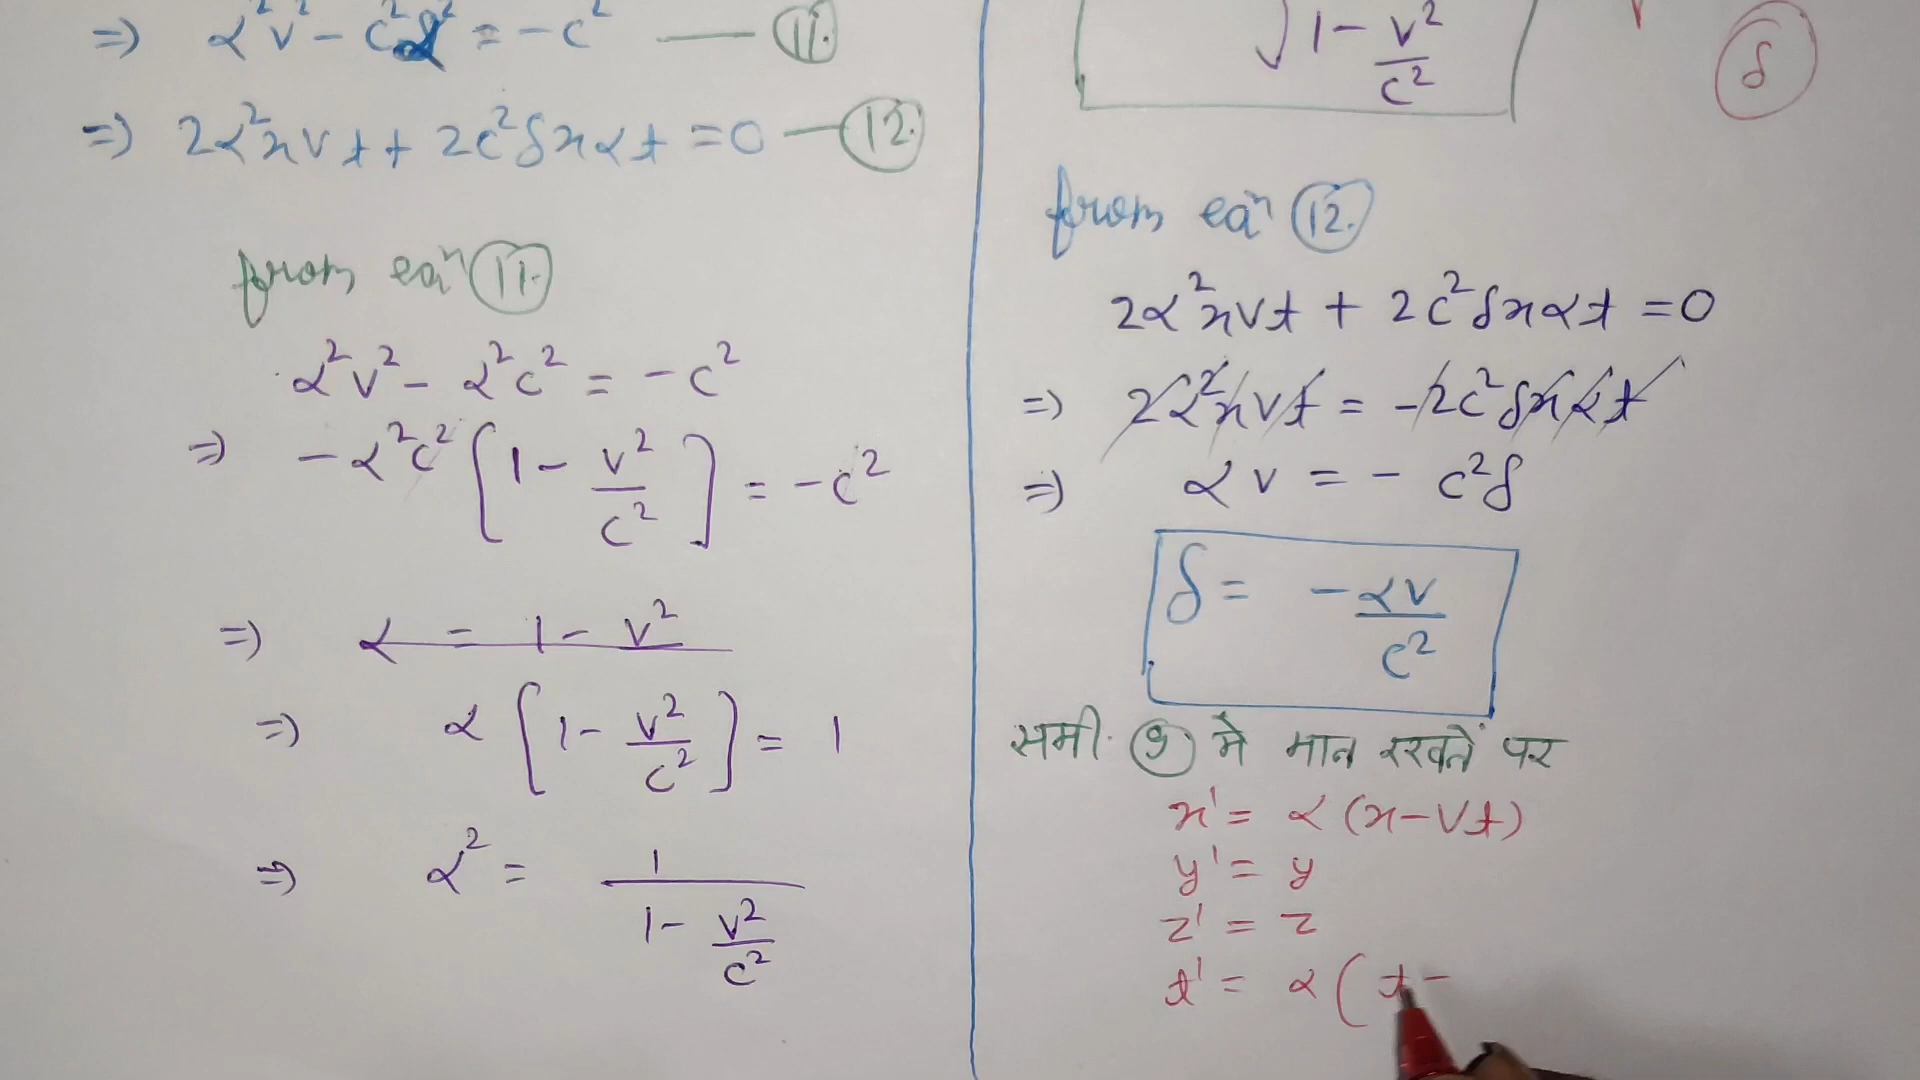 ⇒ α²v² - c²α² = -c² — 11.
⇒ 2α²xvt + 2c²δxαt = 0 — 12.
from eqⁿ 11.
α²v² - α²c² = -c²
⇒ -α²c² [1 - v²/c²] = -c²
⇒ α = 1 - v²
⇒ α [1 - v²/c²] = 1
⇒ α² = 1/(1 - v²/c²)
√1 - v²/c²
δ
from eqⁿ 12.
2α²xvt + 2c²δxαt = 0
⇒ 2α²xvt = -2c²δxαt
⇒ αv = - c²δ
δ = -αv/c²
समी. 9 मे मान रखने पर
x' = α (x - vt)
y' = y
z' = z
t' = α ( t -